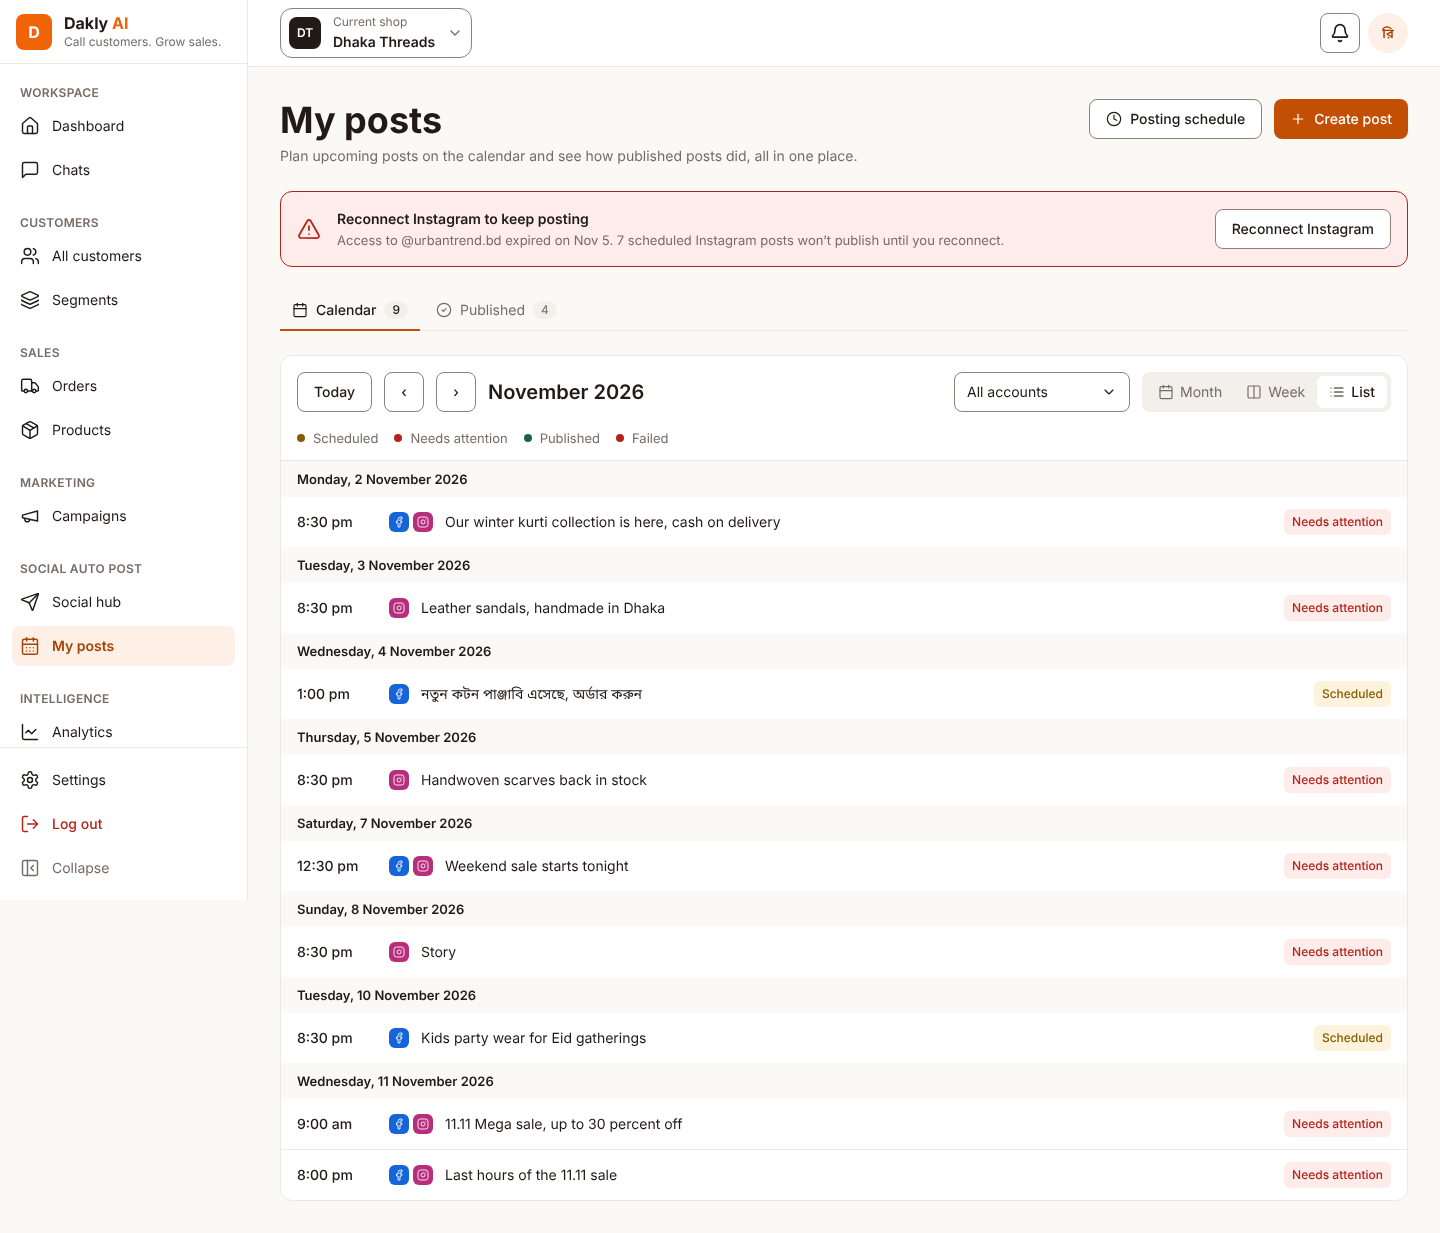 D
Dakly AI
Call customers. Grow sales.
DT
Current shop
Dhaka Threads
রি
WORKSPACE
Dashboard
Chats
CUSTOMERS
All customers
Segments
SALES
Orders
Products
MARKETING
Campaigns
SOCIAL AUTO POST
Social hub
My posts
INTELLIGENCE
Analytics
Settings
Log out
Collapse
My posts
Plan upcoming posts on the calendar and see how published posts did, all in one place.
Posting schedule
+ Create post
Reconnect Instagram to keep posting
Access to @urbantrend.bd expired on Nov 5. 7 scheduled Instagram posts won’t publish until you reconnect.
Reconnect Instagram
Calendar 9
Published 4
Today ‹ › November 2026
All accounts
Month Week List
Scheduled Needs attention Published Failed
Monday, 2 November 2026
8:30 pm Our winter kurti collection is here, cash on delivery Needs attention
Tuesday, 3 November 2026
8:30 pm Leather sandals, handmade in Dhaka Needs attention
Wednesday, 4 November 2026
1:00 pm নতুন কটন পাঞ্জাবি এসেছে, অর্ডার করুন Scheduled
Thursday, 5 November 2026
8:30 pm Handwoven scarves back in stock Needs attention
Saturday, 7 November 2026
12:30 pm Weekend sale starts tonight Needs attention
Sunday, 8 November 2026
8:30 pm Story Needs attention
Tuesday, 10 November 2026
8:30 pm Kids party wear for Eid gatherings Scheduled
Wednesday, 11 November 2026
9:00 am 11.11 Mega sale, up to 30 percent off Needs attention
8:00 pm Last hours of the 11.11 sale Needs attention